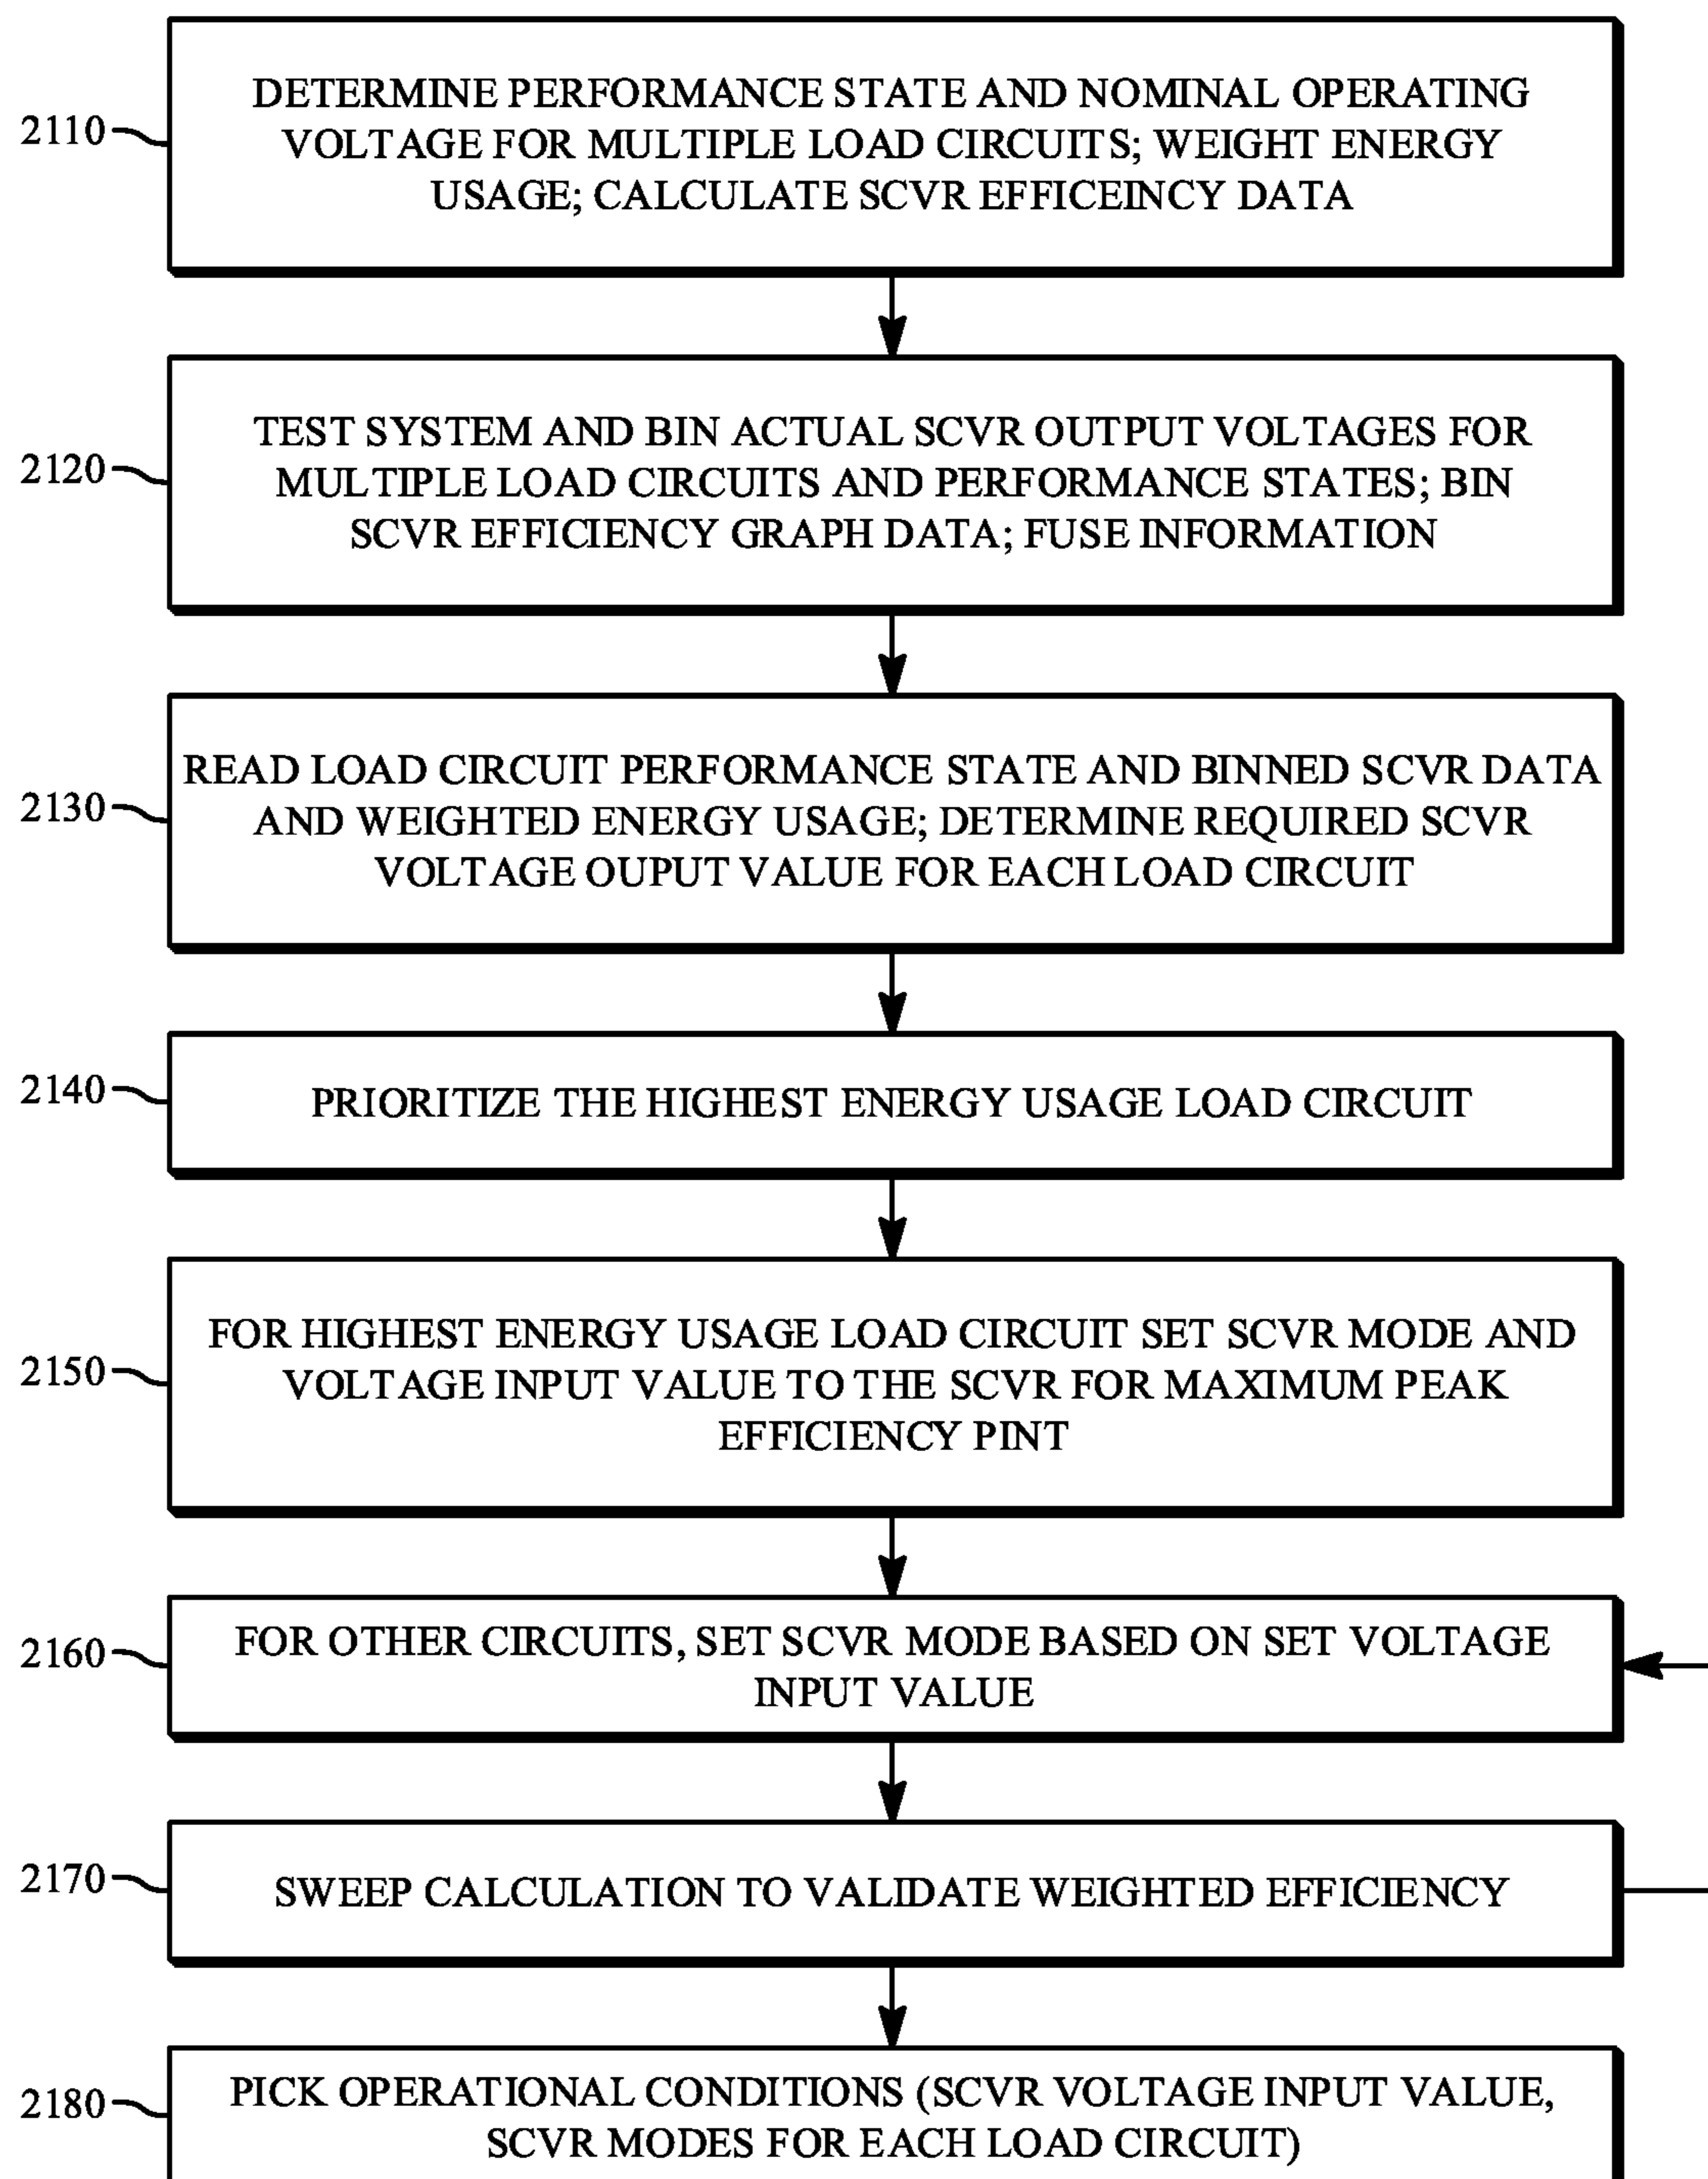 2110
DETERMINE PERFORMANCE STATE AND NOMINAL OPERATING
VOLTAGE FOR MULTIPLE LOAD CIRCUITS; WEIGHT ENERGY
USAGE; CALCULATE SCVR EFFICEINCY DATA
2120
TEST SYSTEM AND BIN ACTUAL SCVR OUTPUT VOLTAGES FOR
MULTIPLE LOAD CIRCUITS AND PERFORMANCE STATES; BIN
SCVR EFFICIENCY GRAPH DATA; FUSE INFORMATION
2130
READ LOAD CIRCUIT PERFORMANCE STATE AND BINNED SCVR DATA
AND WEIGHTED ENERGY USAGE; DETERMINE REQUIRED SCVR
VOLTAGE OUPUT VALUE FOR EACH LOAD CIRCUIT
2140
PRIORITIZE THE HIGHEST ENERGY USAGE LOAD CIRCUIT
2150
FOR HIGHEST ENERGY USAGE LOAD CIRCUIT SET SCVR MODE AND
VOLTAGE INPUT VALUE TO THE SCVR FOR MAXIMUM PEAK
EFFICIENCY PINT
2160
FOR OTHER CIRCUITS, SET SCVR MODE BASED ON SET VOLTAGE
INPUT VALUE
2170
SWEEP CALCULATION TO VALIDATE WEIGHTED EFFICIENCY
2180
PICK OPERATIONAL CONDITIONS (SCVR VOLTAGE INPUT VALUE,
SCVR MODES FOR EACH LOAD CIRCUIT)